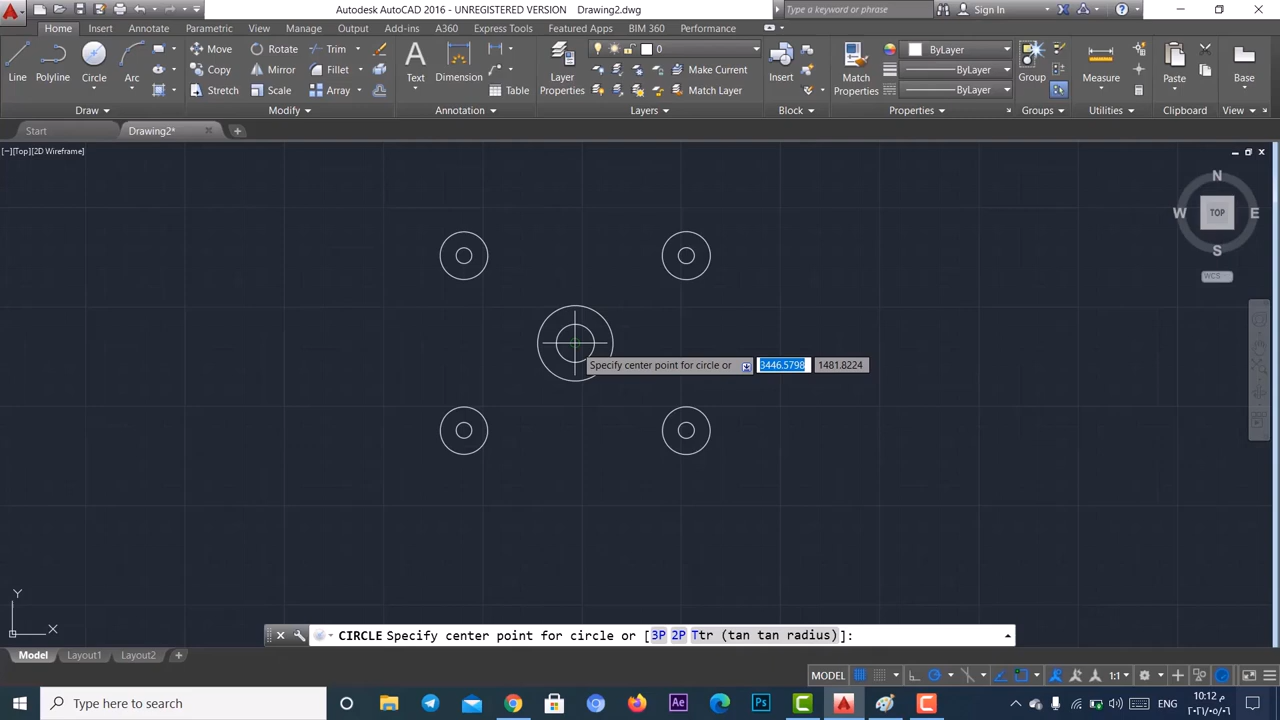 Autodesk AutoCAD 2016 - UNREGISTERED VERSION Drawing2.dwg
Type a keyword or phrase
Sign In
Home Insert Annotate Parametric View Manage Output Add-ins A360 Express Tools Featured Apps BIM 360 Performance
Line Polyline Circle Arc
Move Rotate Trim
Copy Mirror Fillet
Stretch Scale Array
Text Dimension Table
Layer Properties
0
Make Current
Match Layer
Insert
Match Properties
ByLayer
ByLayer
ByLayer
Group
Measure
Paste
Base
Draw Modify Annotation Layers Block Properties Groups Utilities Clipboard View
Start Drawing2*
[−][Top][2D Wireframe]
N
W TOP E
S
WCS
Specify center point for circle or 3446.5798 1481.8224
Y
X
CIRCLE Specify center point for circle or [3P 2P Ttr (tan tan radius)]:
Model Layout1 Layout2
MODEL 1:1
Type here to search
Ae Ps
ENG
١٠:١٢ م